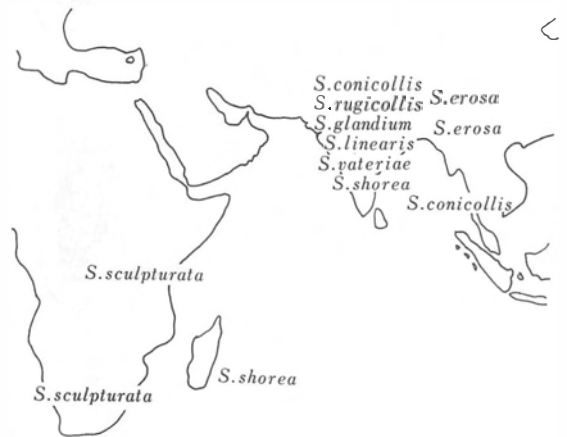 S.conicollis
S.rugicollis S.erosa
S.glandium S.erosa
S.linearis
S.vateriae
S.shorea
S.conicollis
S.sculpturata
S.shorea
S.sculpturata